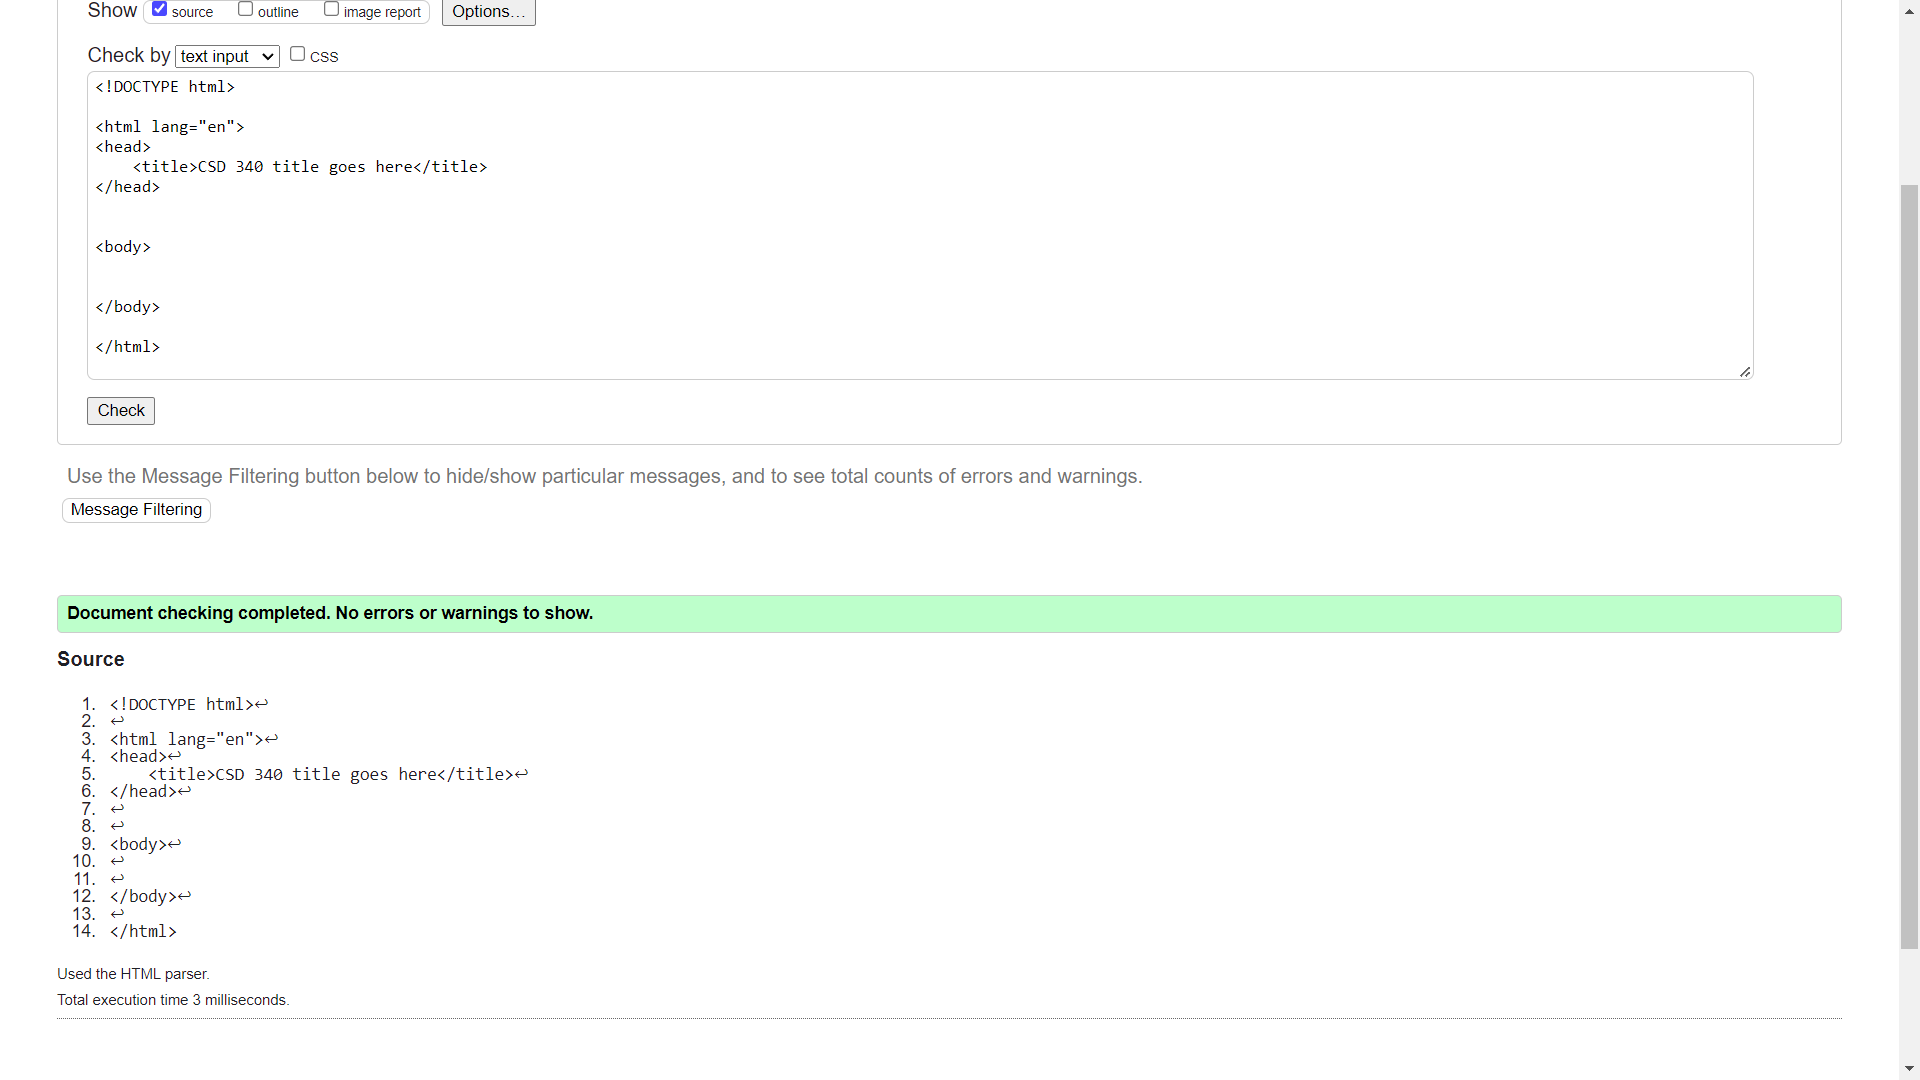 Show source outline image report Options...
Check by text input CSS
<!DOCTYPE html>
<html lang="en">
<head>
    <title>CSD 340 title goes here</title>
</head>
<body>
</body>
</html>
Check
Use the Message Filtering button below to hide/show particular messages, and to see total counts of errors and warnings.
Message Filtering
Document checking completed. No errors or warnings to show.
Source
1. <!DOCTYPE html>↩
2. ↩
3. <html lang="en">↩
4. <head>↩
5.     <title>CSD 340 title goes here</title>↩
6. </head>↩
7. ↩
8. ↩
9. <body>↩
10. ↩
11. ↩
12. </body>↩
13. ↩
14. </html>
Used the HTML parser.
Total execution time 3 milliseconds.